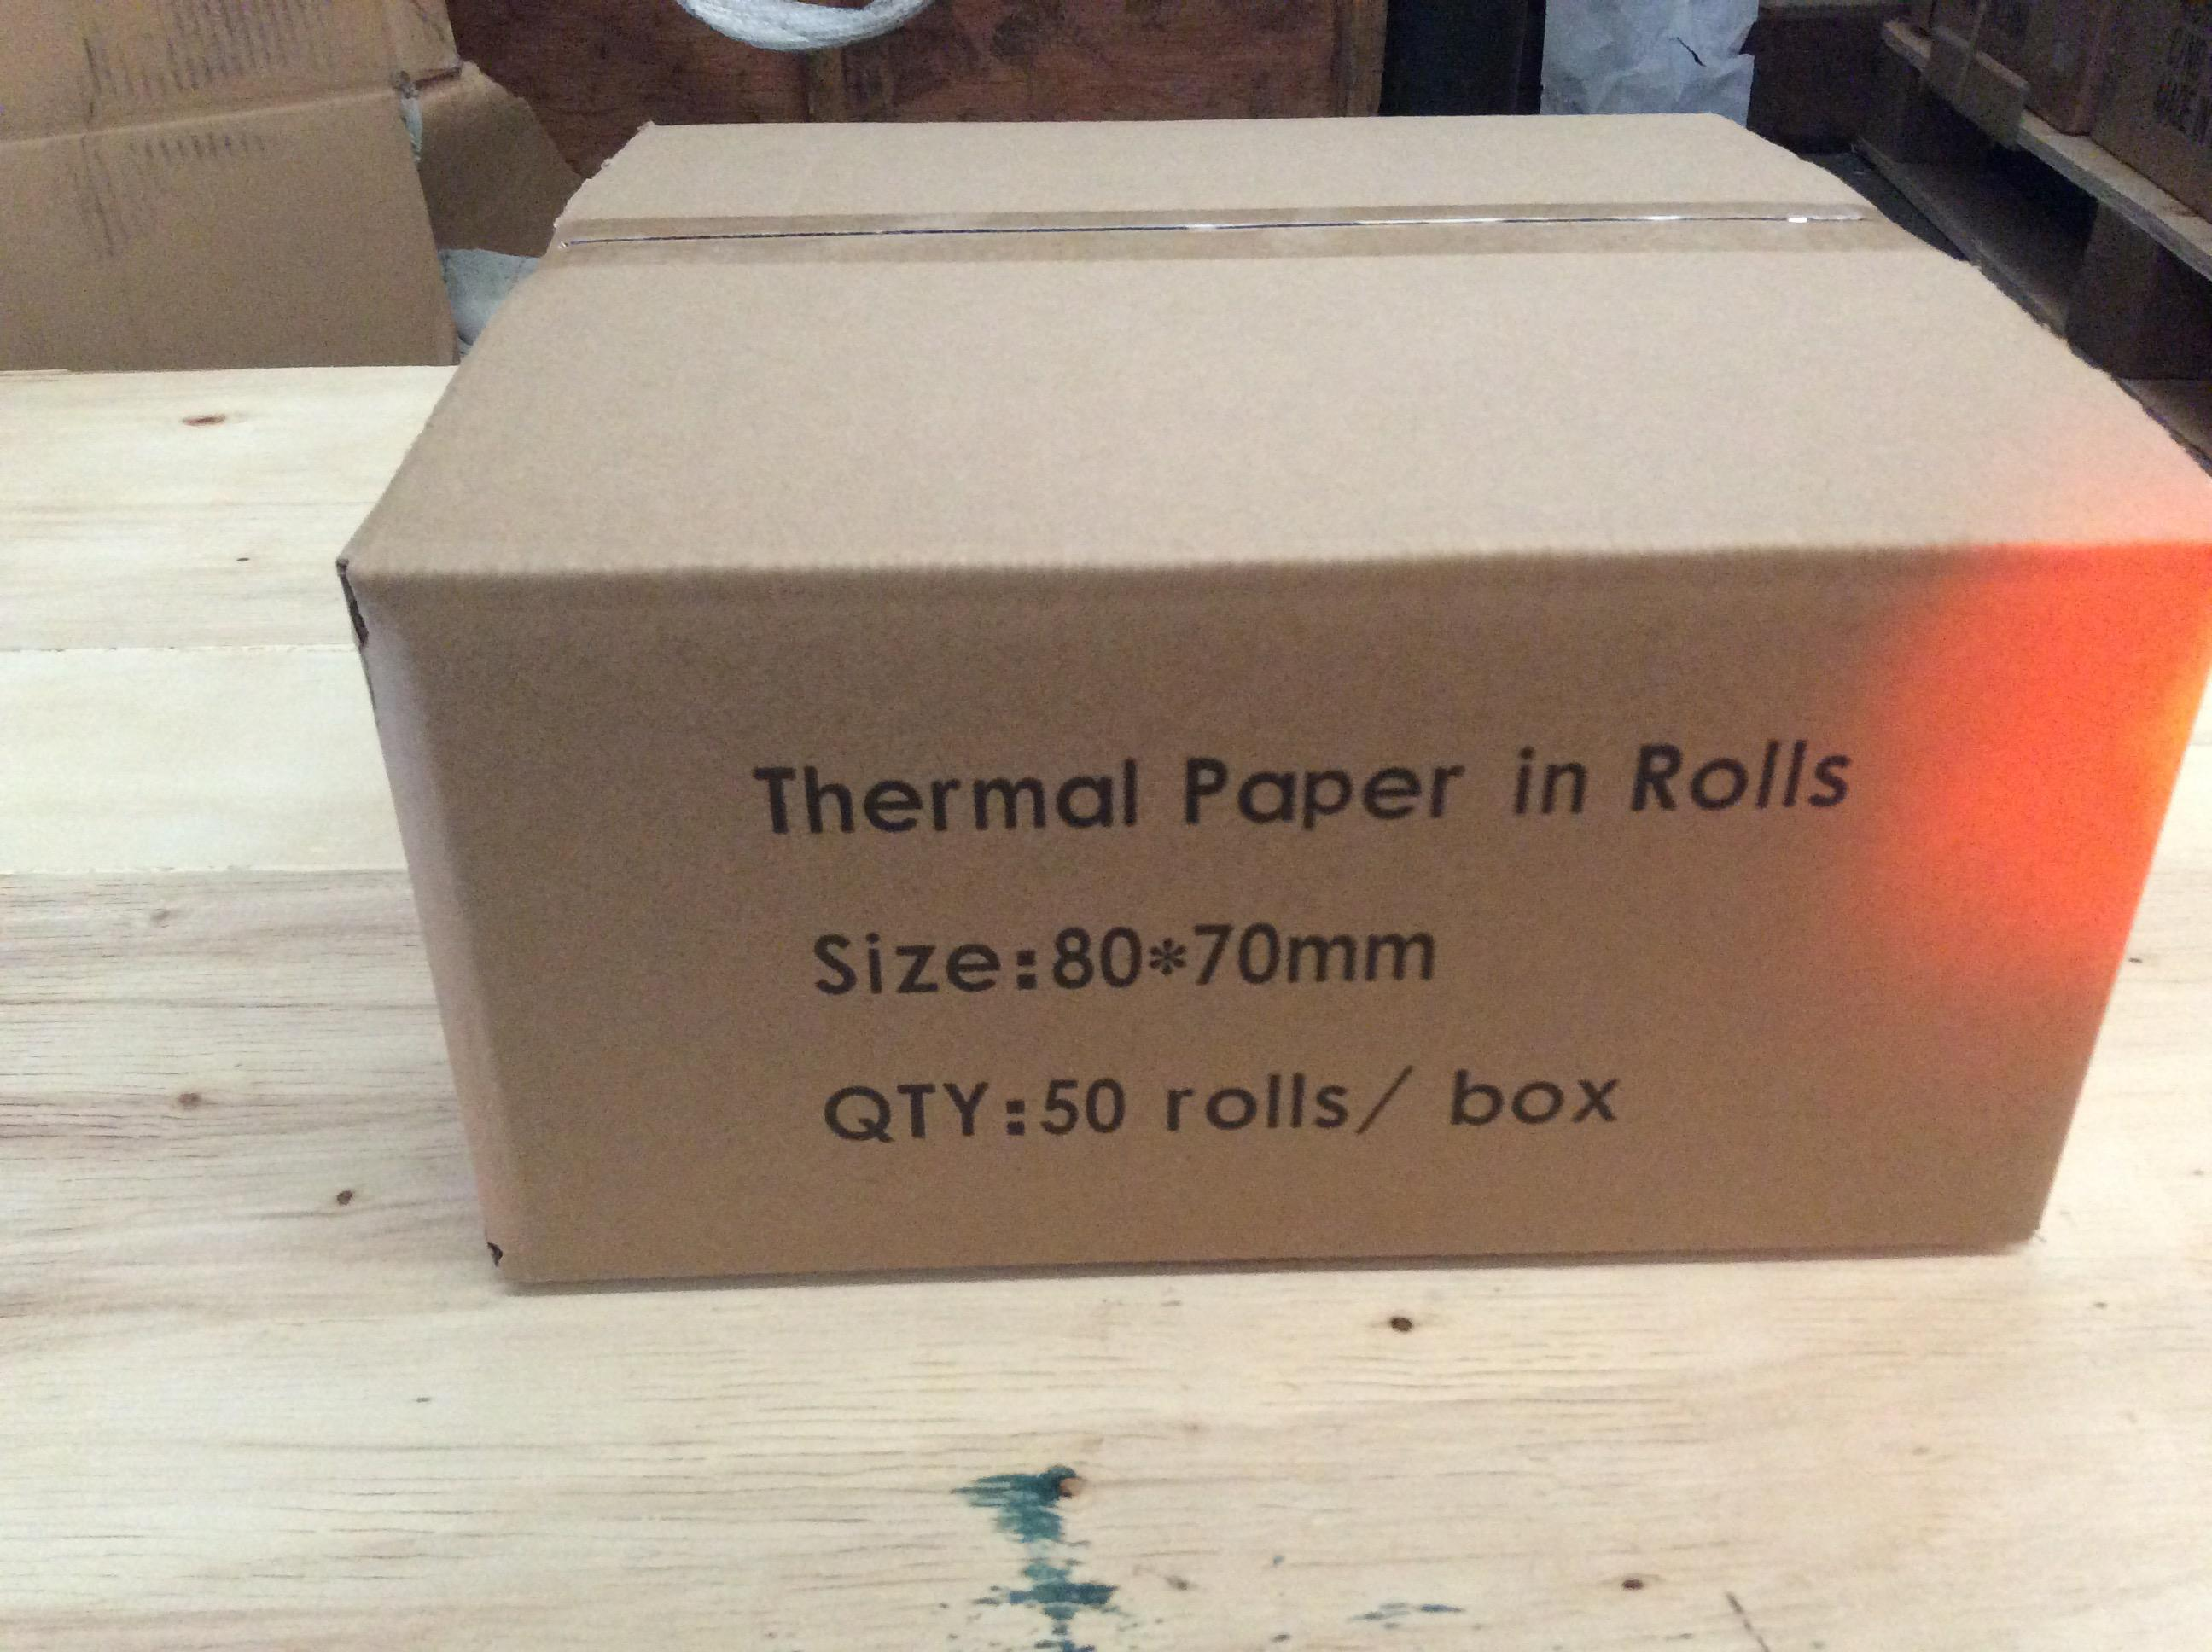 Thermal Paper in Rolls
Size:80*70mm
QTY:50 rolls/ box